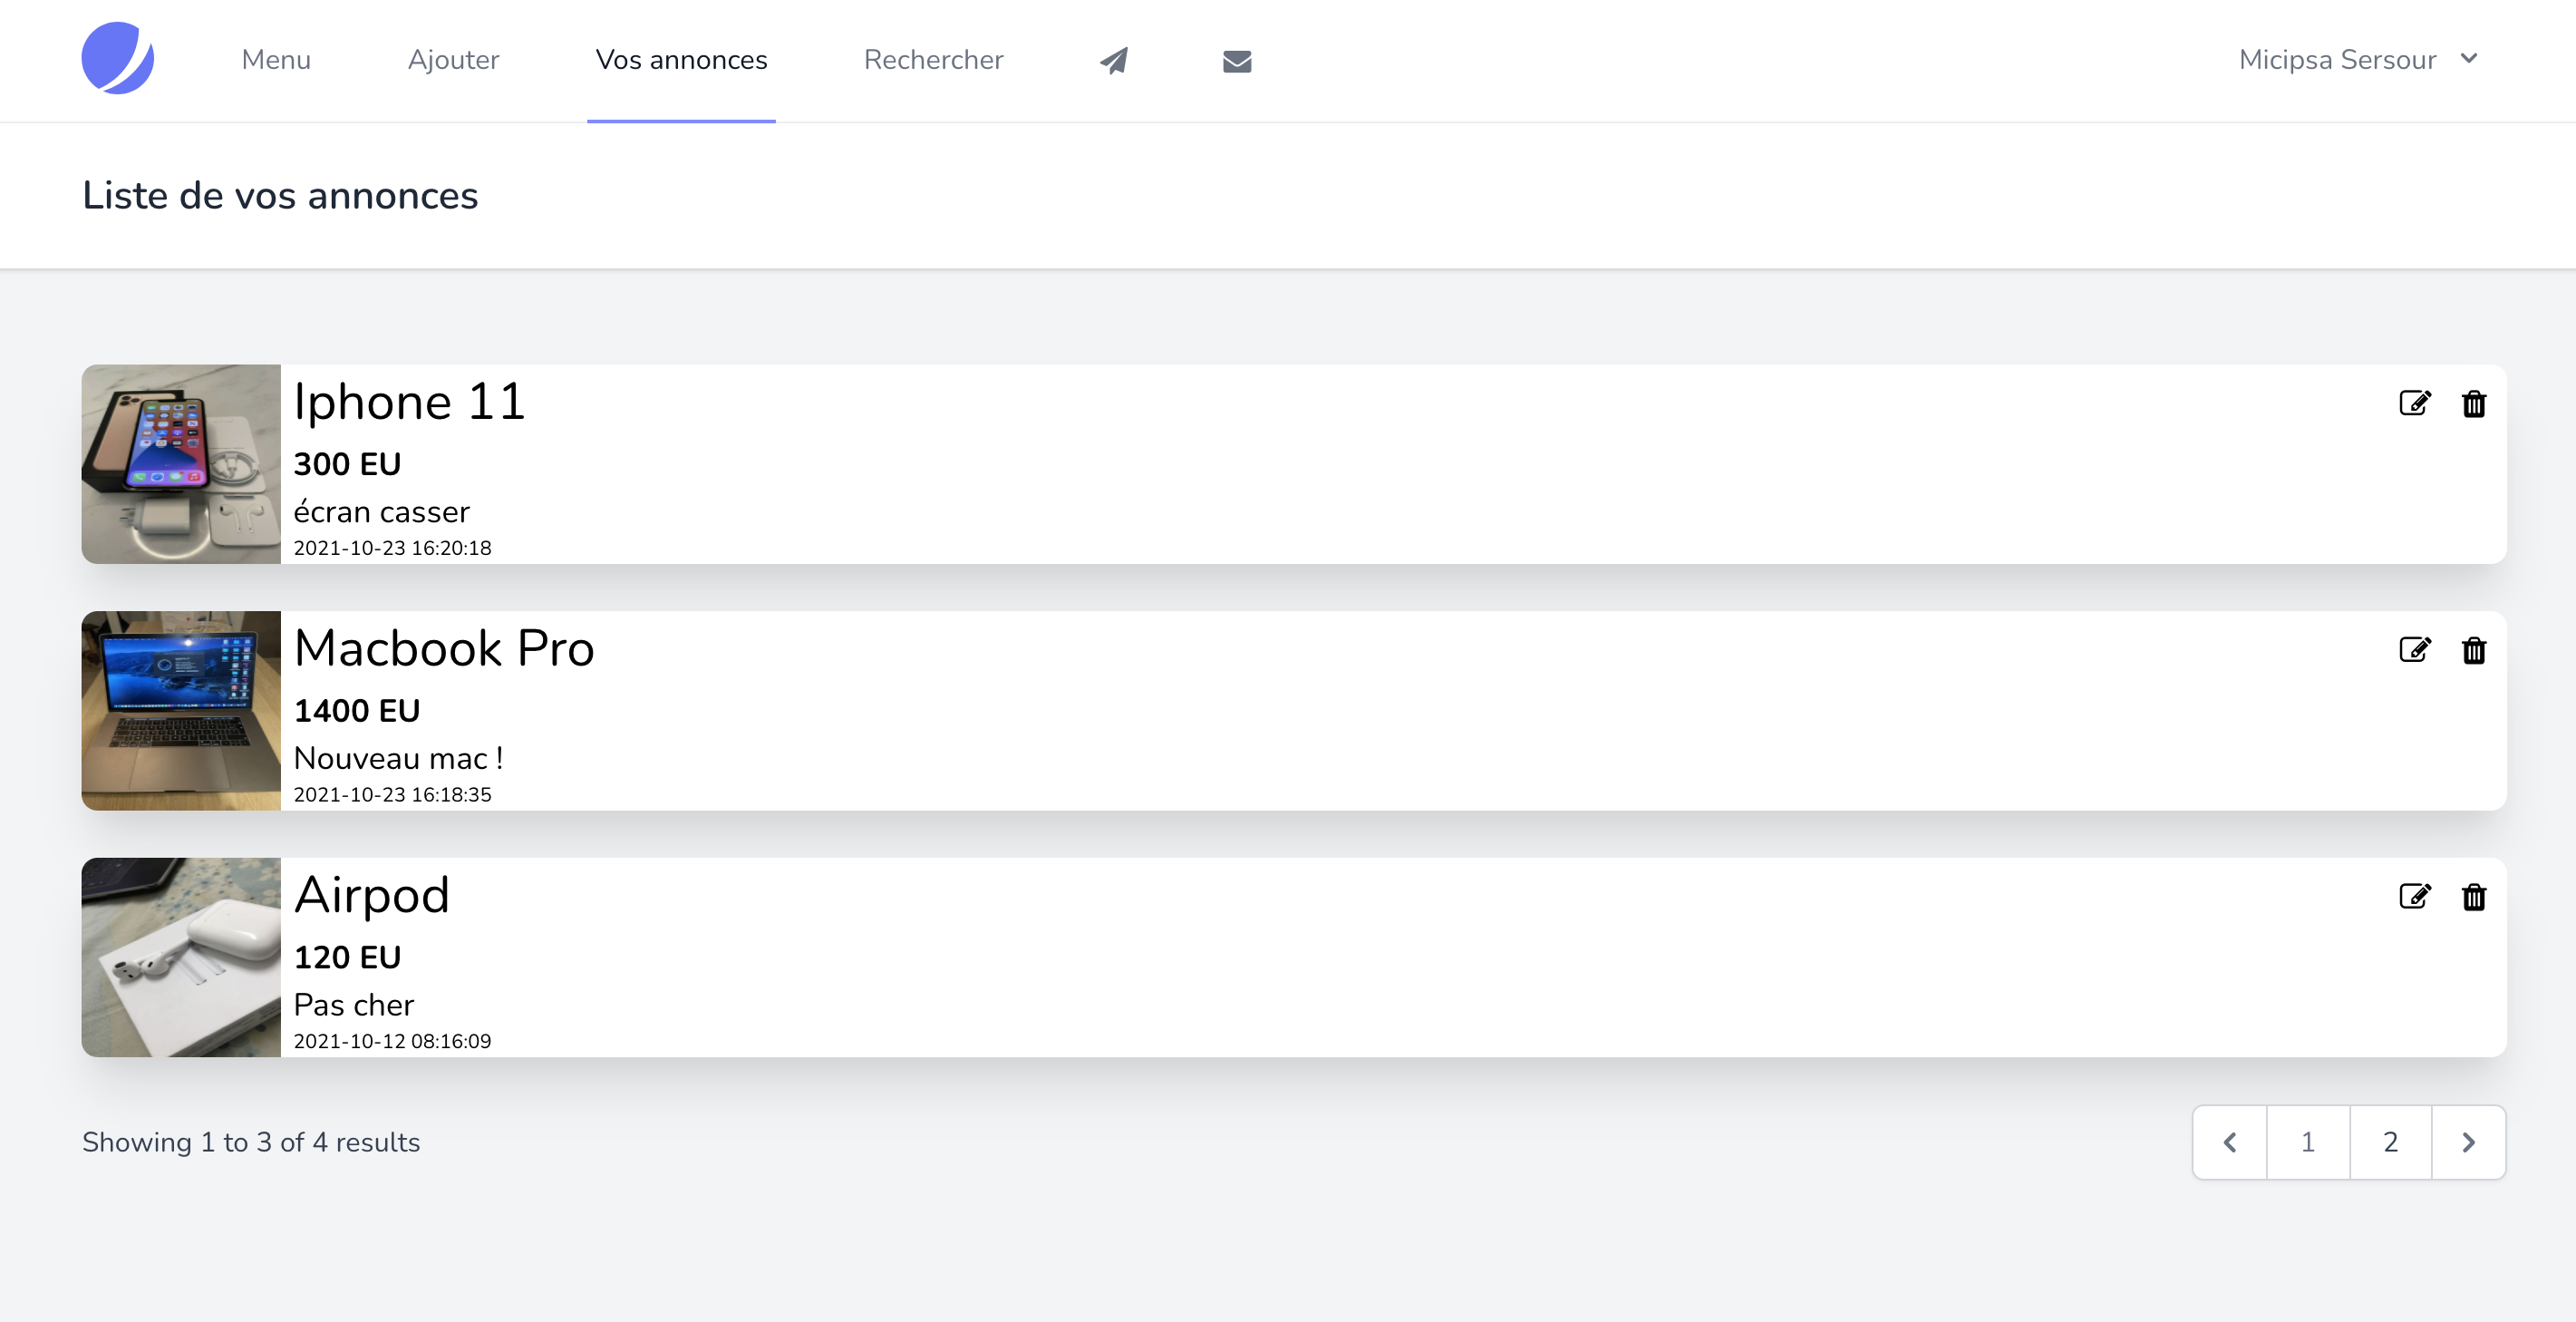 Menu Ajouter Vos annonces Rechercher Micipsa Sersour
Liste de vos annonces
Iphone 11
300 EU
écran casser
2021-10-23 16:20:18
Macbook Pro
1400 EU
Nouveau mac !
2021-10-23 16:18:35
Airpod
120 EU
Pas cher
2021-10-12 08:16:09
Showing 1 to 3 of 4 results
1 2